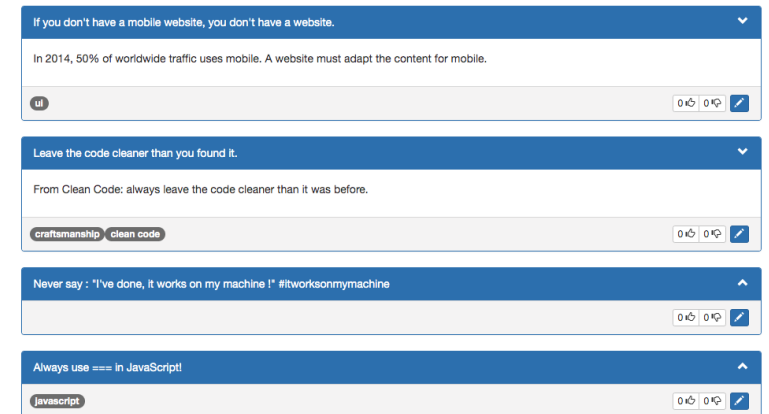 If you don't have a mobile website, you don't have a website.
In 2014, 50% of worldwide traffic uses mobile. A website must adapt the content for mobile.
ui
0 0
Leave the code cleaner than you found it.
From Clean Code: always leave the code cleaner than it was before.
craftsmanship clean code
0 0
Never say : "I've done, it works on my machine !" #itworksonmymachine
0 0
Always use === in JavaScript!
javascript
0 0